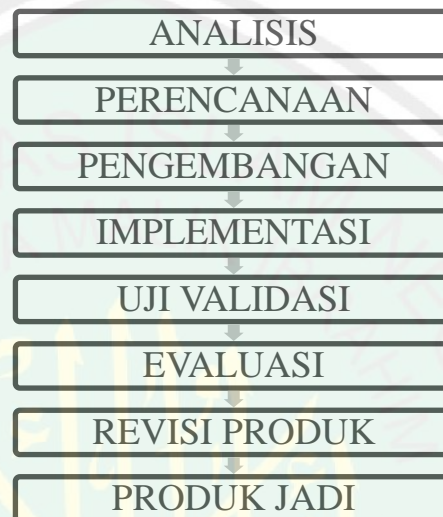 ANALISIS
PERENCANAAN
PENGEMBANGAN
IMPLEMENTASI
UJI VALIDASI
EVALUASI
REVISI PRODUK
PRODUK JADI